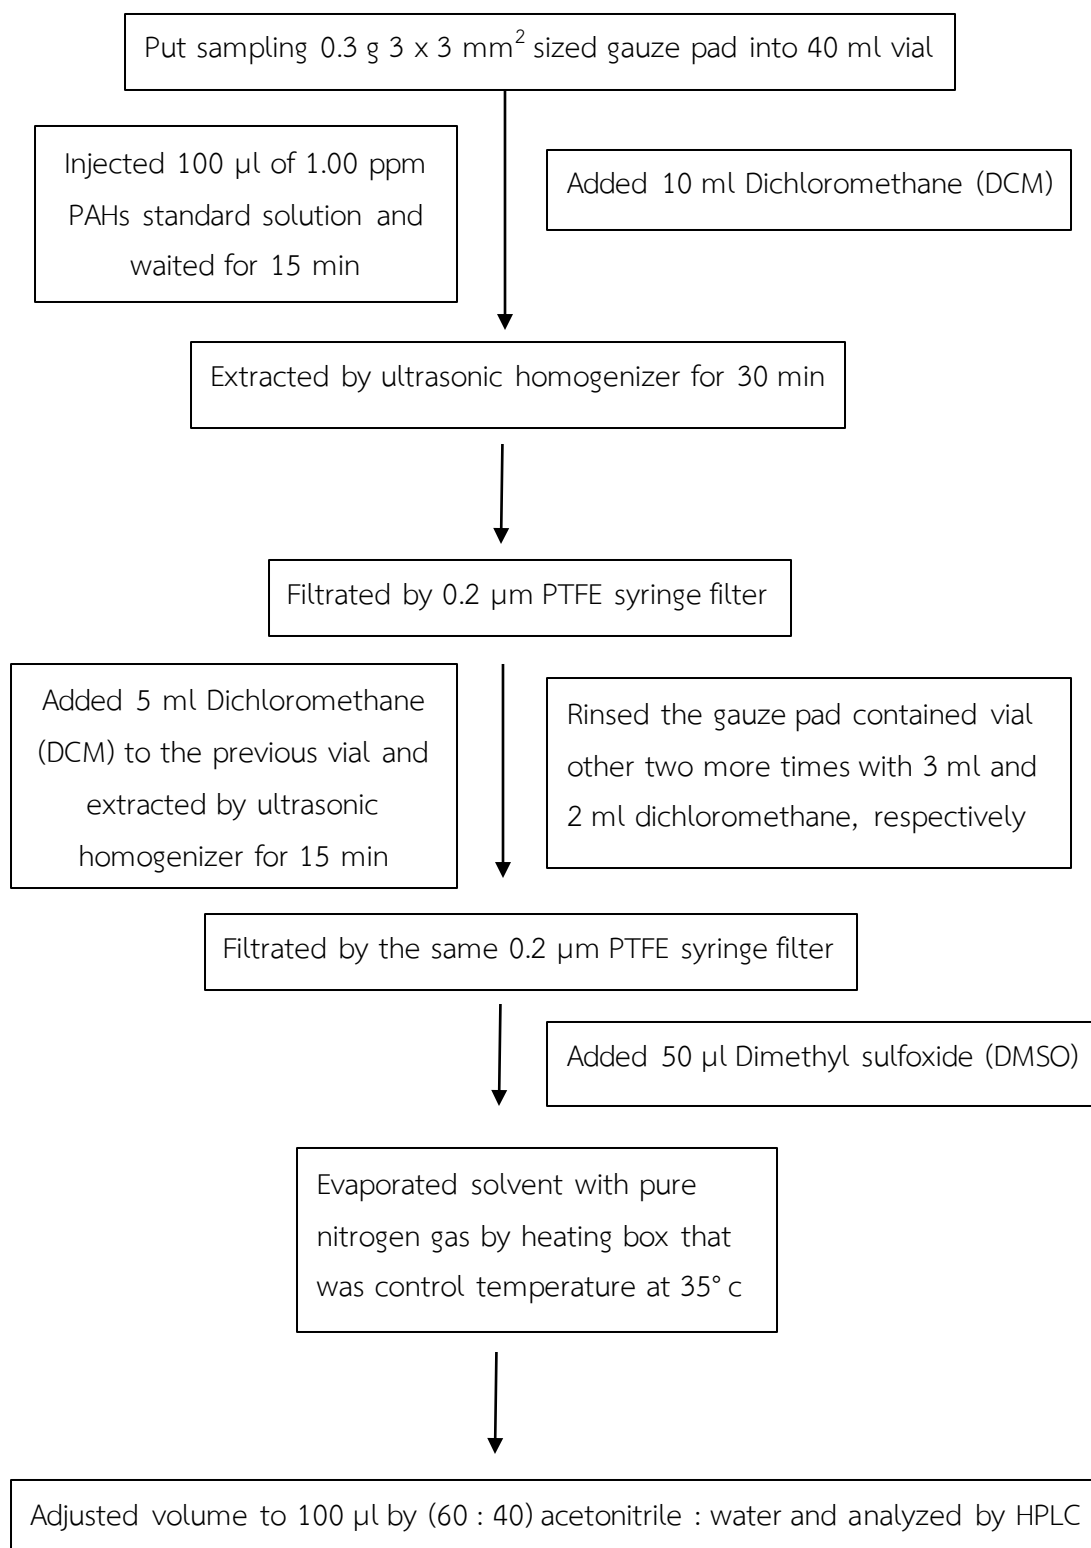 Put sampling 0.3 g 3 x 3 mm² sized gauze pad into 40 ml vial
Injected 100 µl of 1.00 ppm
PAHs standard solution and
waited for 15 min
Added 10 ml Dichloromethane (DCM)
Extracted by ultrasonic homogenizer for 30 min
Filtrated by 0.2 µm PTFE syringe filter
Added 5 ml Dichloromethane
(DCM) to the previous vial and
extracted by ultrasonic
homogenizer for 15 min
Rinsed the gauze pad contained vial
other two more times with 3 ml and
2 ml dichloromethane, respectively
Filtrated by the same 0.2 µm PTFE syringe filter
Added 50 µl Dimethyl sulfoxide (DMSO)
Evaporated solvent with pure
nitrogen gas by heating box that
was control temperature at 35° c
Adjusted volume to 100 µl by (60 : 40) acetonitrile : water and analyzed by HPLC